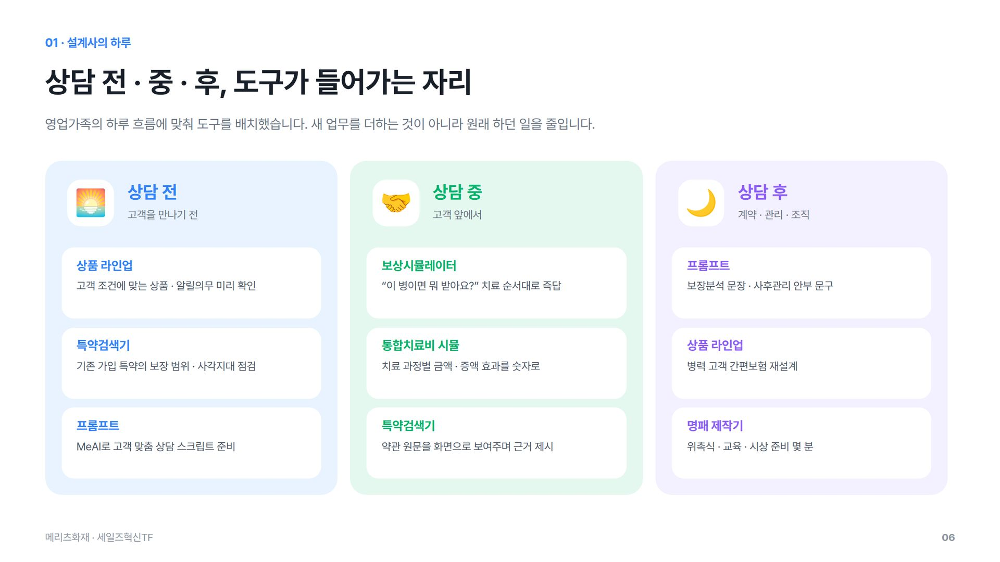 01 · 설계사의 하루
상담 전 · 중 · 후, 도구가 들어가는 자리
영업가족의 하루 흐름에 맞춰 도구를 배치했습니다. 새 업무를 더하는 것이 아니라 원래 하던 일을 줄입니다.
상담 전
고객을 만나기 전
상품 라인업
고객 조건에 맞는 상품 · 알릴의무 미리 확인
특약검색기
기존 가입 특약의 보장 범위 · 사각지대 점검
프롬프트
MeAI로 고객 맞춤 상담 스크립트 준비
상담 중
고객 앞에서
보상시뮬레이터
“이 병이면 뭐 받아요?” 치료 순서대로 즉답
통합치료비 시뮬
치료 과정별 금액 · 증액 효과를 숫자로
특약검색기
약관 원문을 화면으로 보여주며 근거 제시
상담 후
계약 · 관리 · 조직
프롬프트
보장분석 문장 · 사후관리 안부 문구
상품 라인업
병력 고객 간편보험 재설계
명패 제작기
위촉식 · 교육 · 시상 준비 몇 분
메리츠화재 · 세일즈혁신TF
06